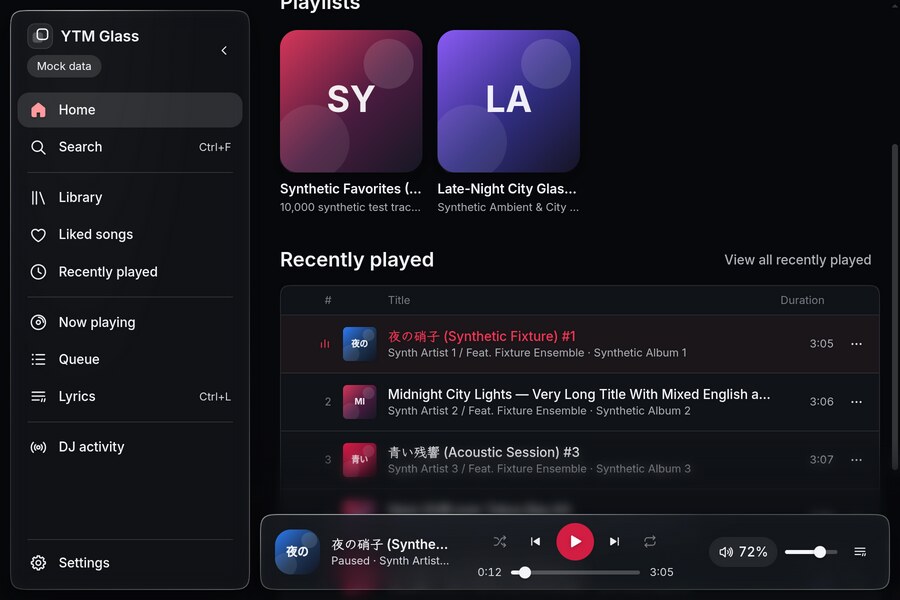 YTM Glass
Mock data
Home
Search Ctrl+F
Library
Liked songs
Recently played
Now playing
Queue
Lyrics Ctrl+L
DJ activity
Settings
Playlists
SY
LA
Synthetic Favorites (...
10,000 synthetic test trac...
Late-Night City Glas...
Synthetic Ambient & City ...
Recently played
View all recently played
# Title Duration
夜の
夜の硝子 (Synthetic Fixture) #1
Synth Artist 1 / Feat. Fixture Ensemble · Synthetic Album 1
3:05
2
MI
Midnight City Lights — Very Long Title With Mixed English a...
Synth Artist 2 / Feat. Fixture Ensemble · Synthetic Album 2
3:06
3
青い
青い残響 (Acoustic Session) #3
Synth Artist 3 / Feat. Fixture Ensemble · Synthetic Album 3
3:07
夜の
夜の硝子 (Synthe...
Paused · Synth Artist...
0:12
3:05
72%